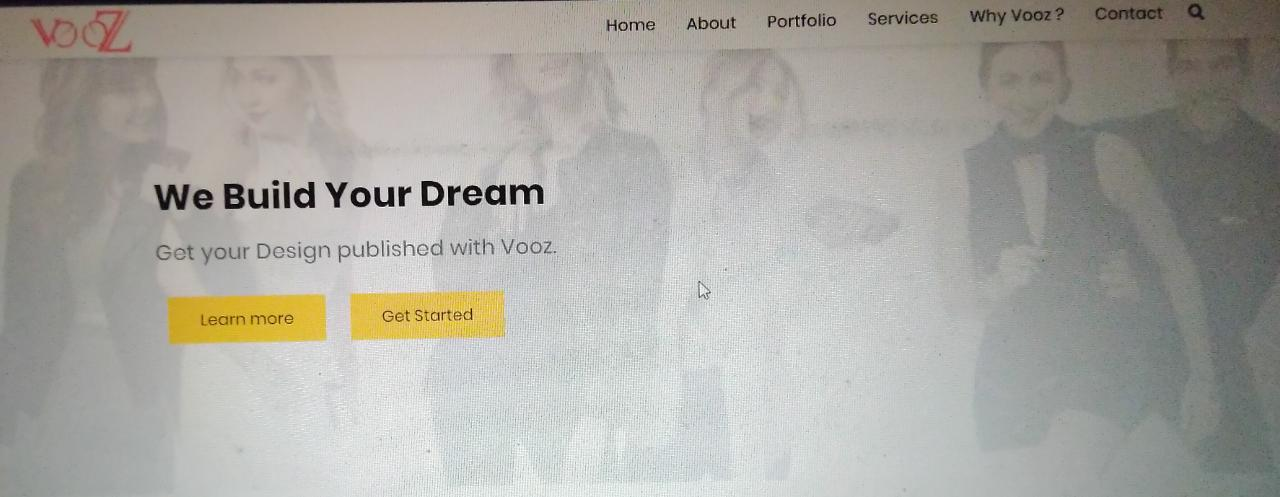 VOOZ
Home About Portfolio Services Why Vooz ? Contact
We Build Your Dream
Get your Design published with Vooz.
Learn more Get Started